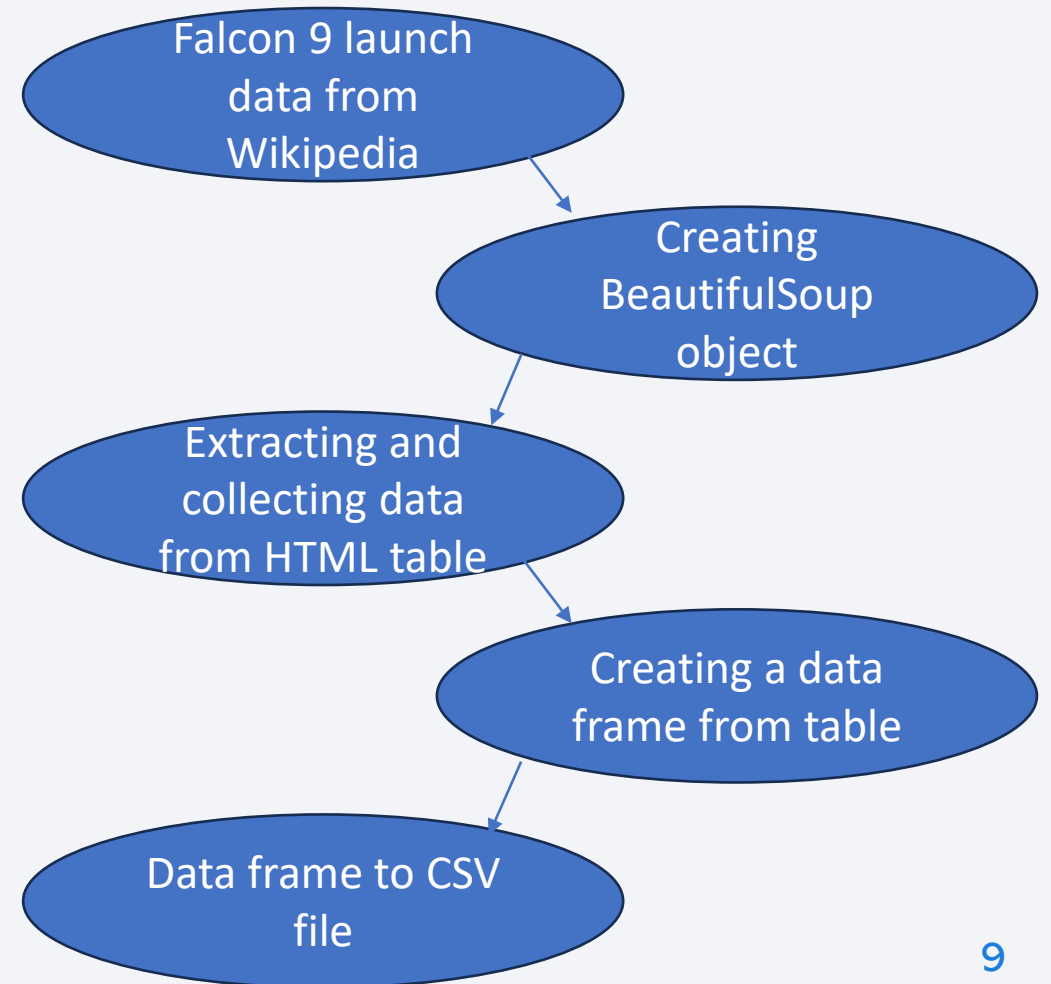 Falcon 9 launch
data from
Wikipedia
Creating
BeautifulSoup
object
Extracting and
collecting data
from HTML table
Creating a data
frame from table
Data frame to CSV
file
9